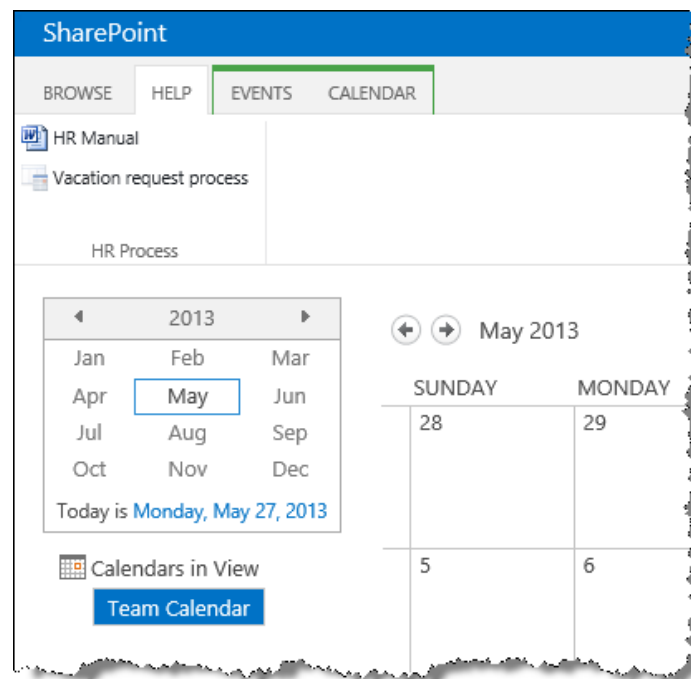 SharePoint
BROWSE HELP EVENTS CALENDAR
HR Manual
Vacation request process
HR Process
2013
Jan Feb Mar
Apr May Jun
Jul Aug Sep
Oct Nov Dec
Today is Monday, May 27, 2013
Calendars in View
Team Calendar
May 2013
SUNDAY MONDAY
28 29
5 6